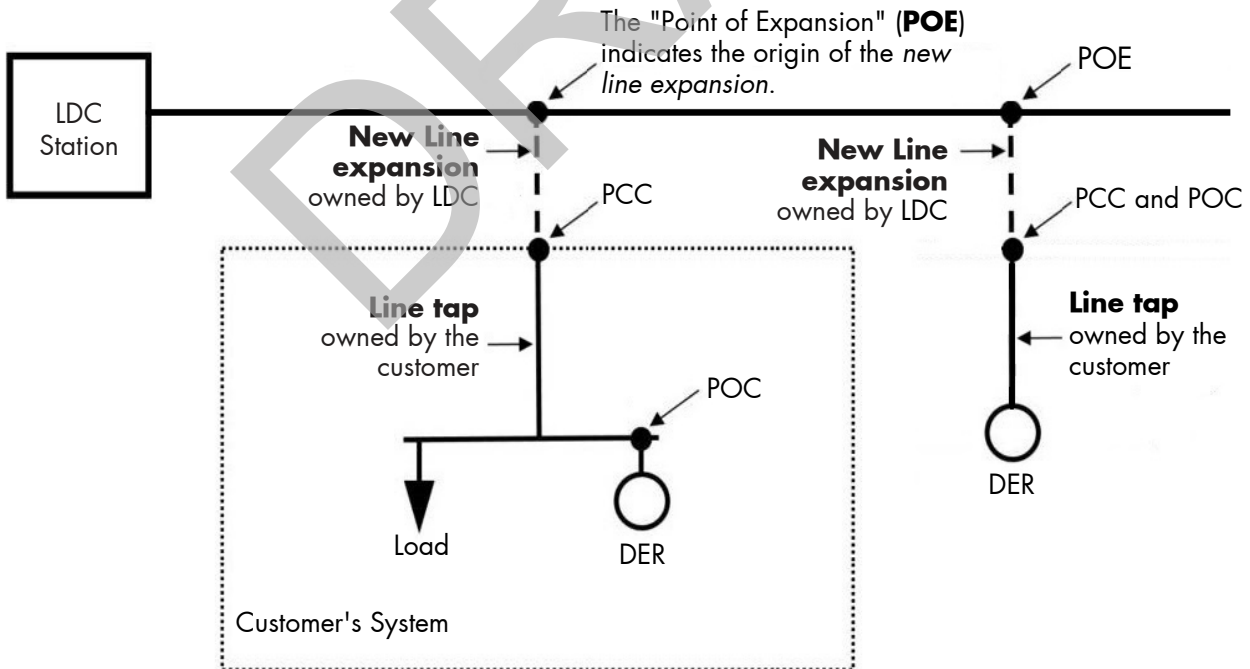 The "Point of Expansion" (POE)
indicates the origin of the new
line expansion.
POE
LDC
Station
New Line
expansion
owned by LDC
PCC
New Line
expansion
owned by LDC
PCC and POC
Line tap
owned by the
customer
POC
Load
DER
Customer's System
Line tap
owned by the
customer
DER
DRA